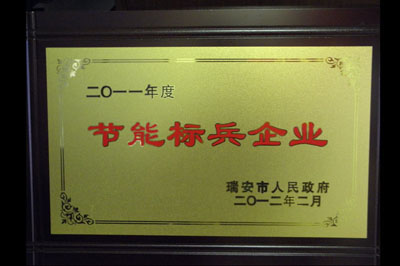 二〇一一年度
节能标兵企业
瑞安市人民政府
二〇一二年二月